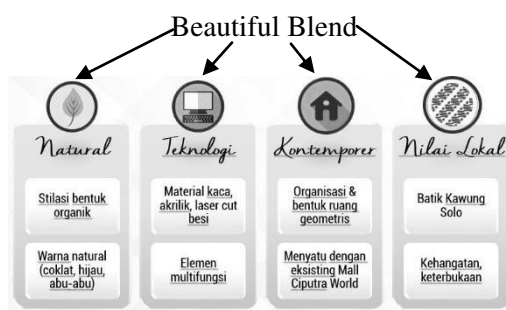 Beautiful Blend
Natural
Stilasi bentuk
organik
Warna natural
(coklat, hijau,
abu-abu)
Teknologi
Material kaca,
akrilik, laser cut
besi
Elemen
multifungsi
Kontemporer
Organisasi &
bentuk ruang
geometris
Menyatu dengan
eksisting Mall
Ciputra World
Nilai Lokal
Batik Kawung
Solo
Kehangatan,
keterbukaan